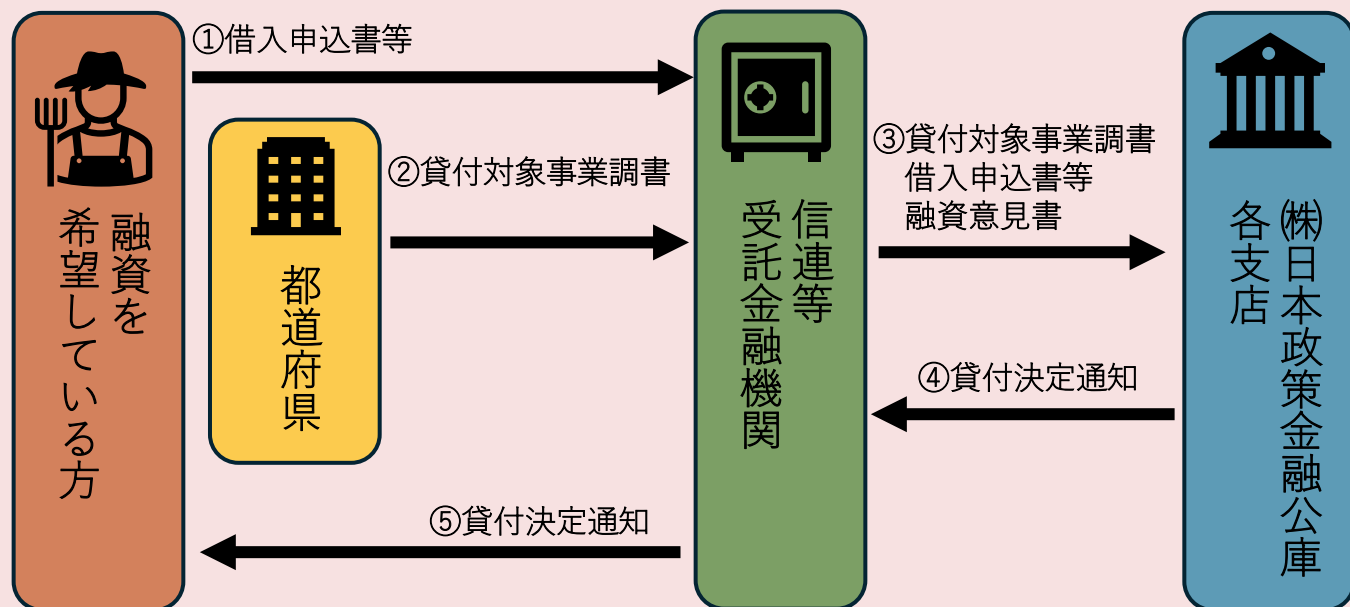 ①借入申込書等
融資を
希望している方
都道府県
②貸付対象事業調書
信連等
受託金融機関
③貸付対象事業調書
借入申込書等
融資意見書
㈱日本政策金融公庫
各支店
④貸付決定通知
⑤貸付決定通知